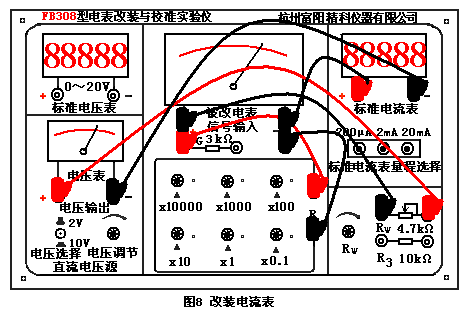 FB308型电表改装与校准实验仪
杭州富阳精科仪器有限公司
88888
88888
0～20V
标准电压表
+ -
被改电表
信号输入
G 3kΩ
标准电流表
200μA 2mA 20mA
标准电流表量程选择
电压表
+ -
电压输出
2V
10V
电压选择 电压调节
直流电压源
x10000 x1000 x100
x10 x1 x0.1
R
Rw
Rw 4.7kΩ
R3 10kΩ
图8 改装电流表